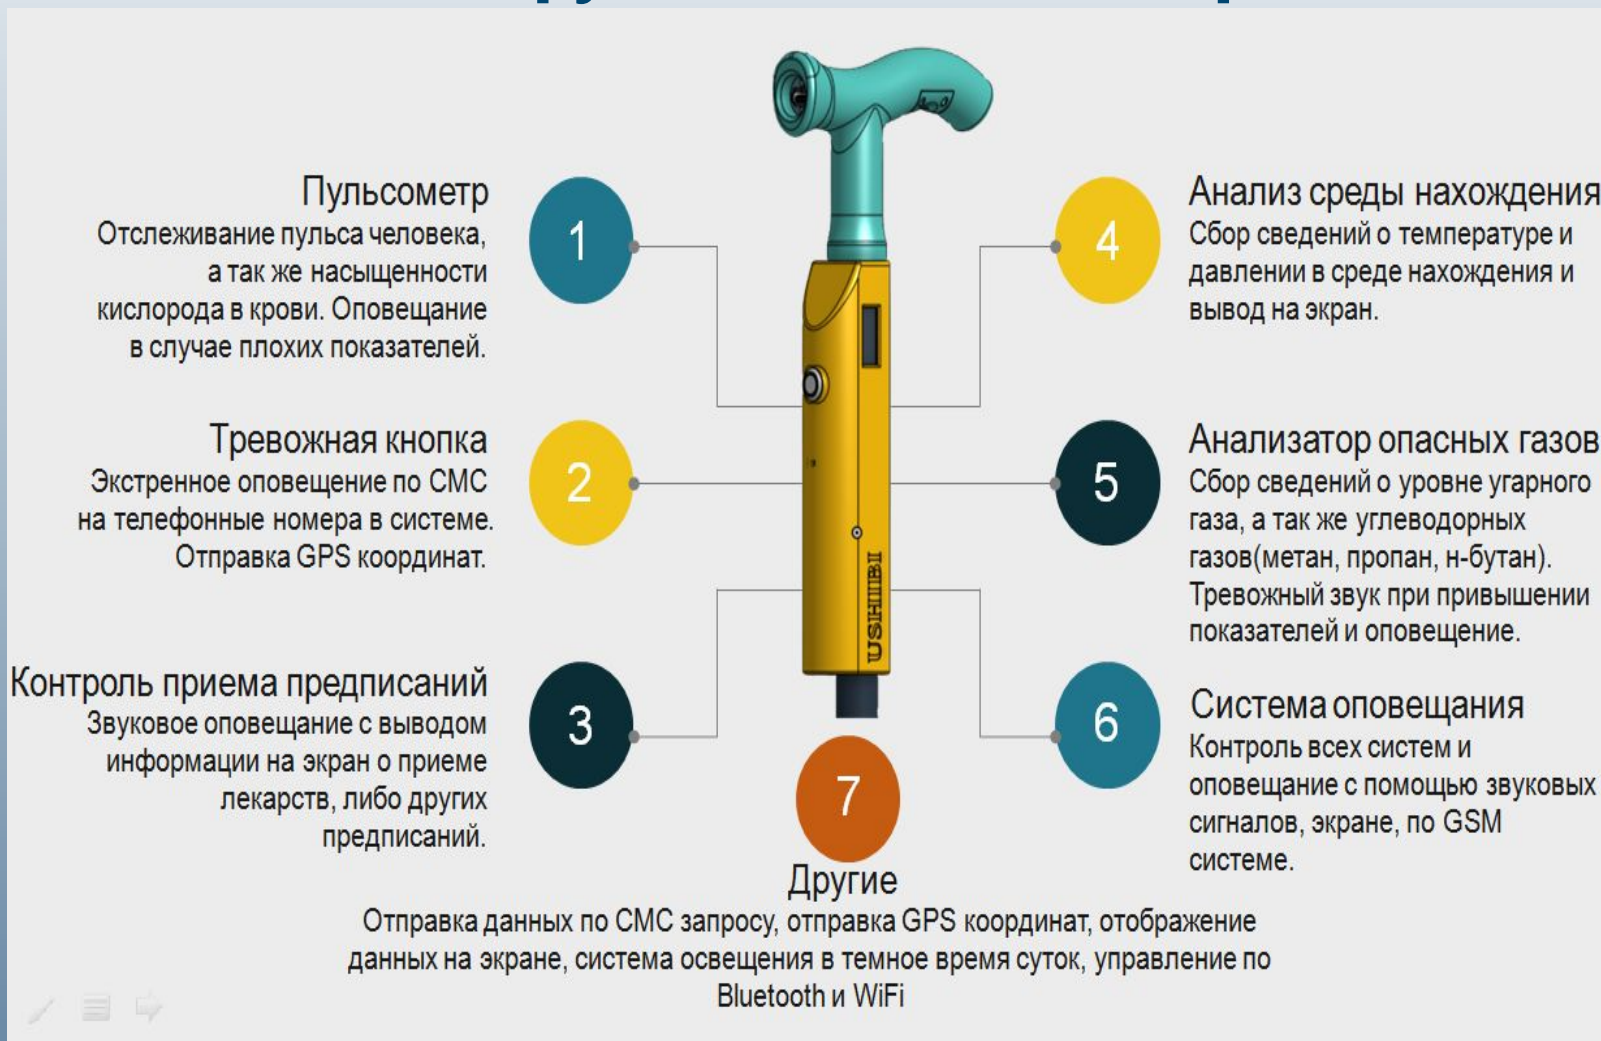 1
Пульсометр
Отслеживание пульса человека,
а так же насыщенности
кислорода в крови. Оповещание
в случае плохих показателей.
2
Тревожная кнопка
Экстренное оповещение по СМС
на телефонные номера в системе.
Отправка GPS координат.
3
Контроль приема предписаний
Звуковое оповещание с выводом
информации на экран о приеме
лекарств, либо других
предписаний.
4
Анализ среды нахождения
Сбор сведений о температуре и
давлении в среде нахождения и
вывод на экран.
5
Анализатор опасных газов
Сбор сведений о уровне угарного
газа, а так же углеводорных
газов(метан, пропан, н-бутан).
Тревожный звук при привышении
показателей и оповещение.
6
Система оповещания
Контроль всех систем и
оповещание с помощью звуковых
сигналов, экране, по GSM
системе.
USHIBI
7
Другие
Отправка данных по СМС запросу, отправка GPS координат, отображение
данных на экране, система освещения в темное время суток, управление по
Bluetooth и WiFi